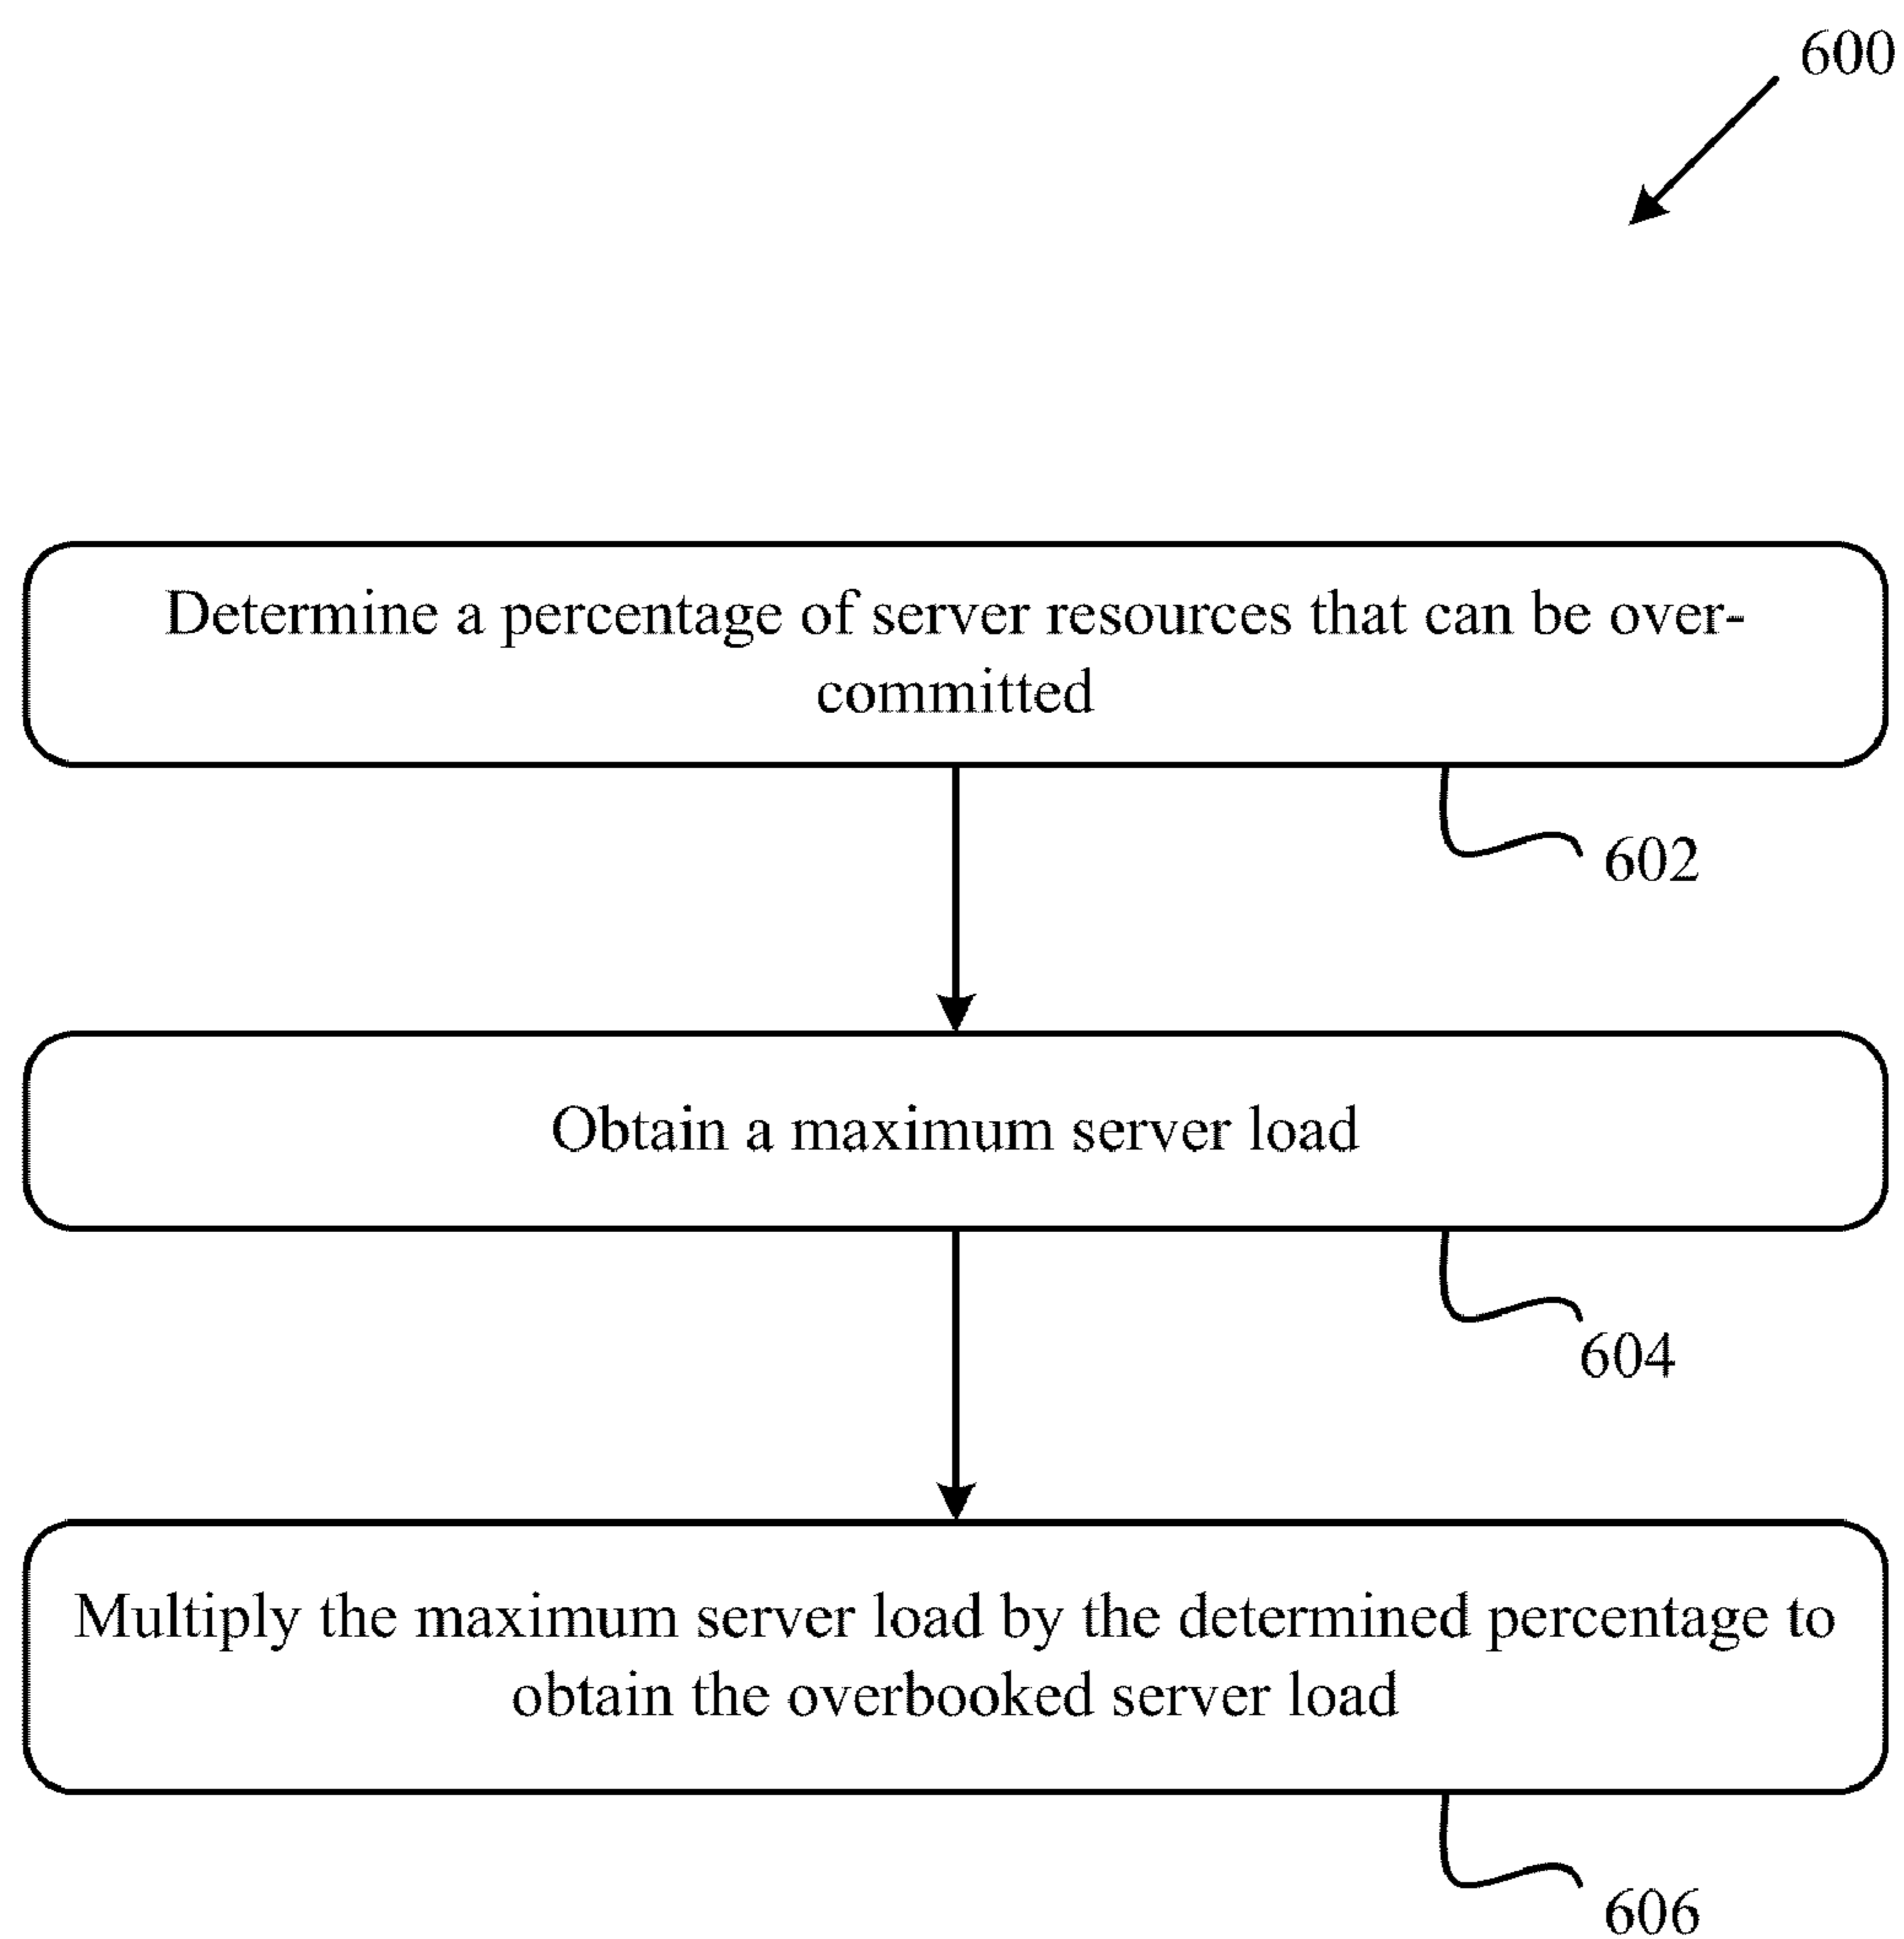 600
Determine a percentage of server resources that can be over-
committed
602
Obtain a maximum server load
604
Multiply the maximum server load by the determined percentage to
obtain the overbooked server load
606